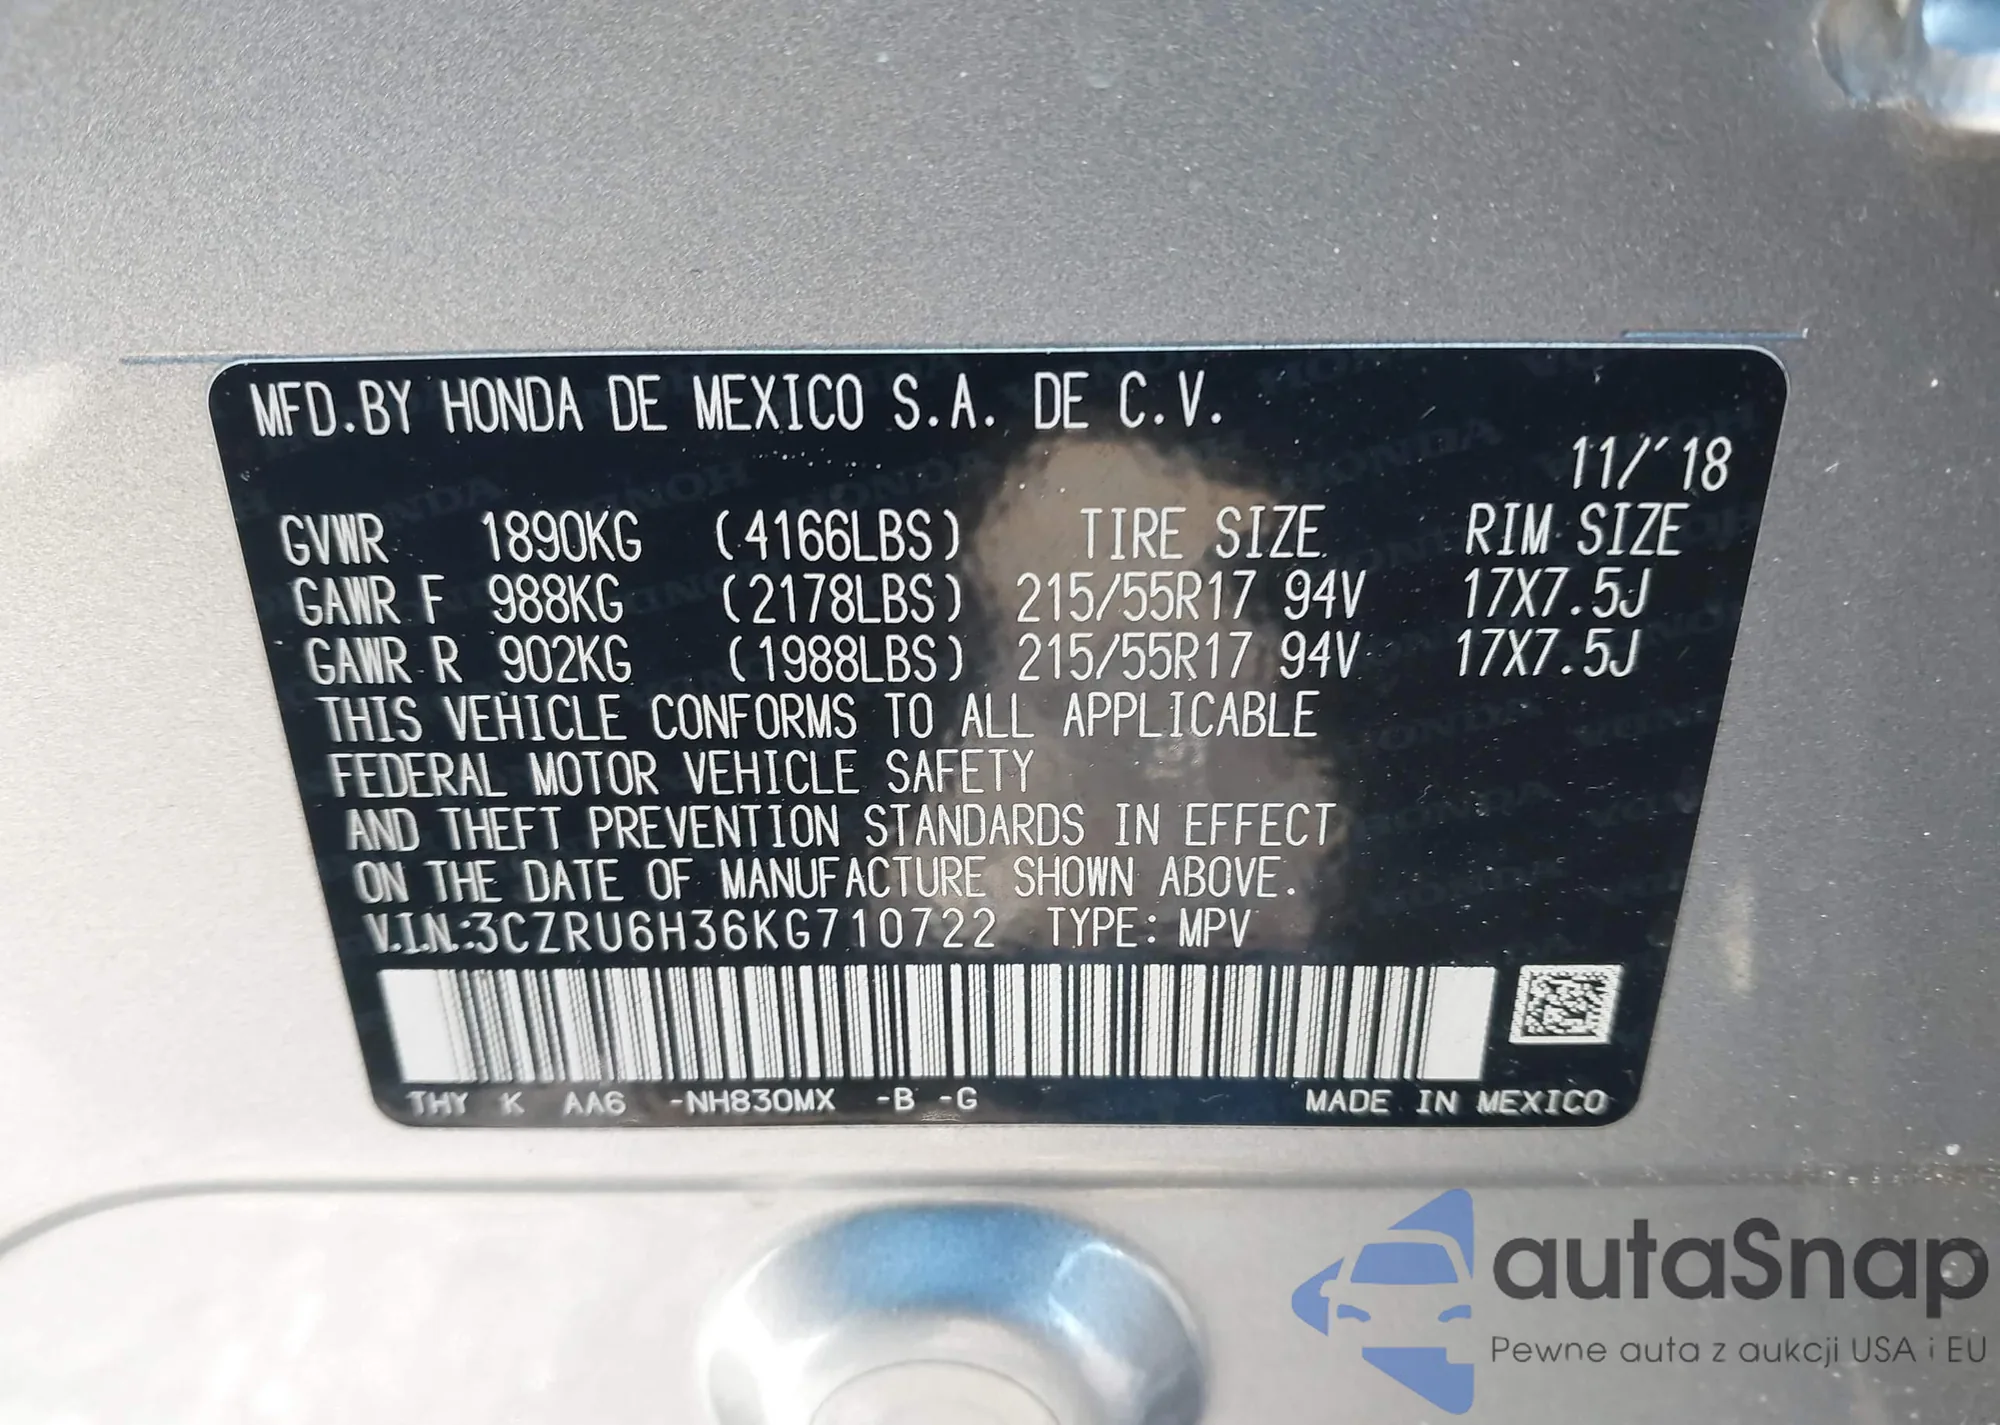 MFD.BY HONDA DE MEXICO S.A. DE C.V.
11/'18
GVWR 1890KG (4166LBS) TIRE SIZE RIM SIZE
GAWR F 988KG (2178LBS) 215/55R17 94V 17X7.5J
GAWR R 902KG (1988LBS) 215/55R17 94V 17X7.5J
THIS VEHICLE CONFORMS TO ALL APPLICABLE
FEDERAL MOTOR VEHICLE SAFETY
AND THEFT PREVENTION STANDARDS IN EFFECT
ON THE DATE OF MANUFACTURE SHOWN ABOVE.
V.I.N.:3CZRU6H36KG710722 TYPE: MPV
THY K AA6 -NH830MX -B -G MADE IN MEXICO
autaSnap
Pewne auta z aukcji USA i EU